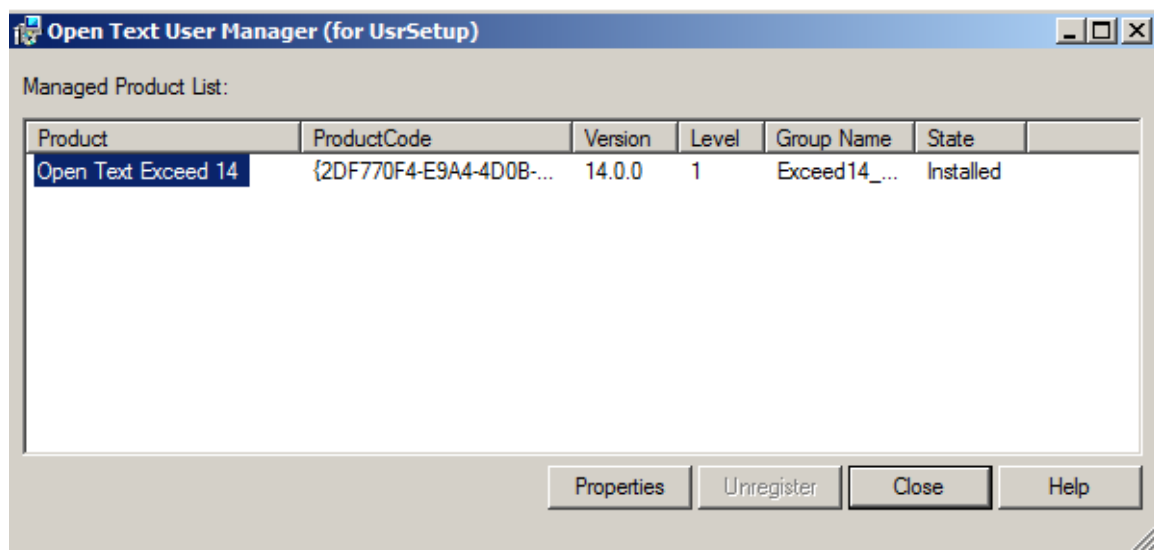 Open Text User Manager (for UsrSetup)
Managed Product List:
Product ProductCode Version Level Group Name State
Open Text Exceed 14 {2DF770F4-E9A4-4D0B-... 14.0.0 1 Exceed14_... Installed
Properties Unregister Close Help